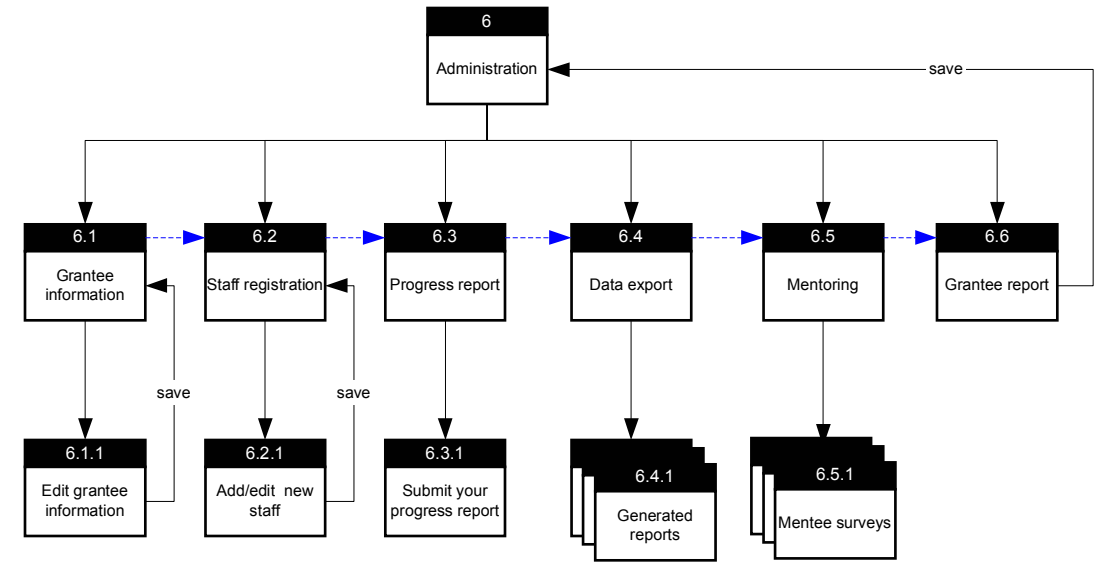 6
Administration
save
6.1
6.2
6.3
6.4
6.5
6.6
Grantee
information
Staff registration
Progress report
Data export
Mentoring
Grantee report
save
save
6.1.1
6.2.1
6.3.1
6.4.1
6.5.1
Edit grantee
information
Add/edit new
staff
Submit your
progress report
Generated
reports
Mentee surveys